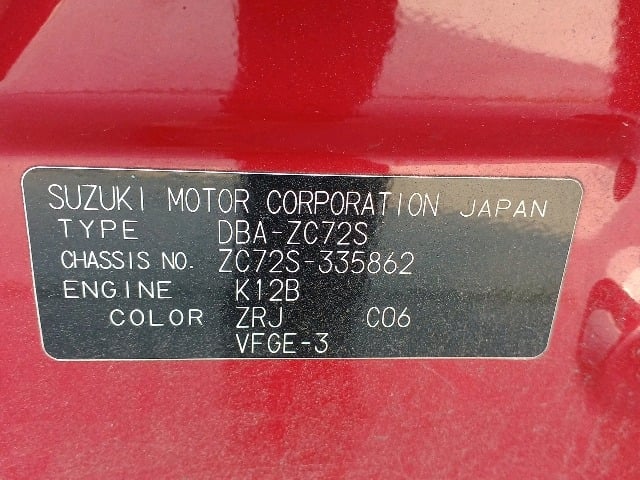 SUZUKI MOTOR CORPORATION JAPAN
TYPE DBA-ZC72S
CHASSIS NO. ZC72S-335862
ENGINE K12B
COLOR ZRJ C06
VFGE-3